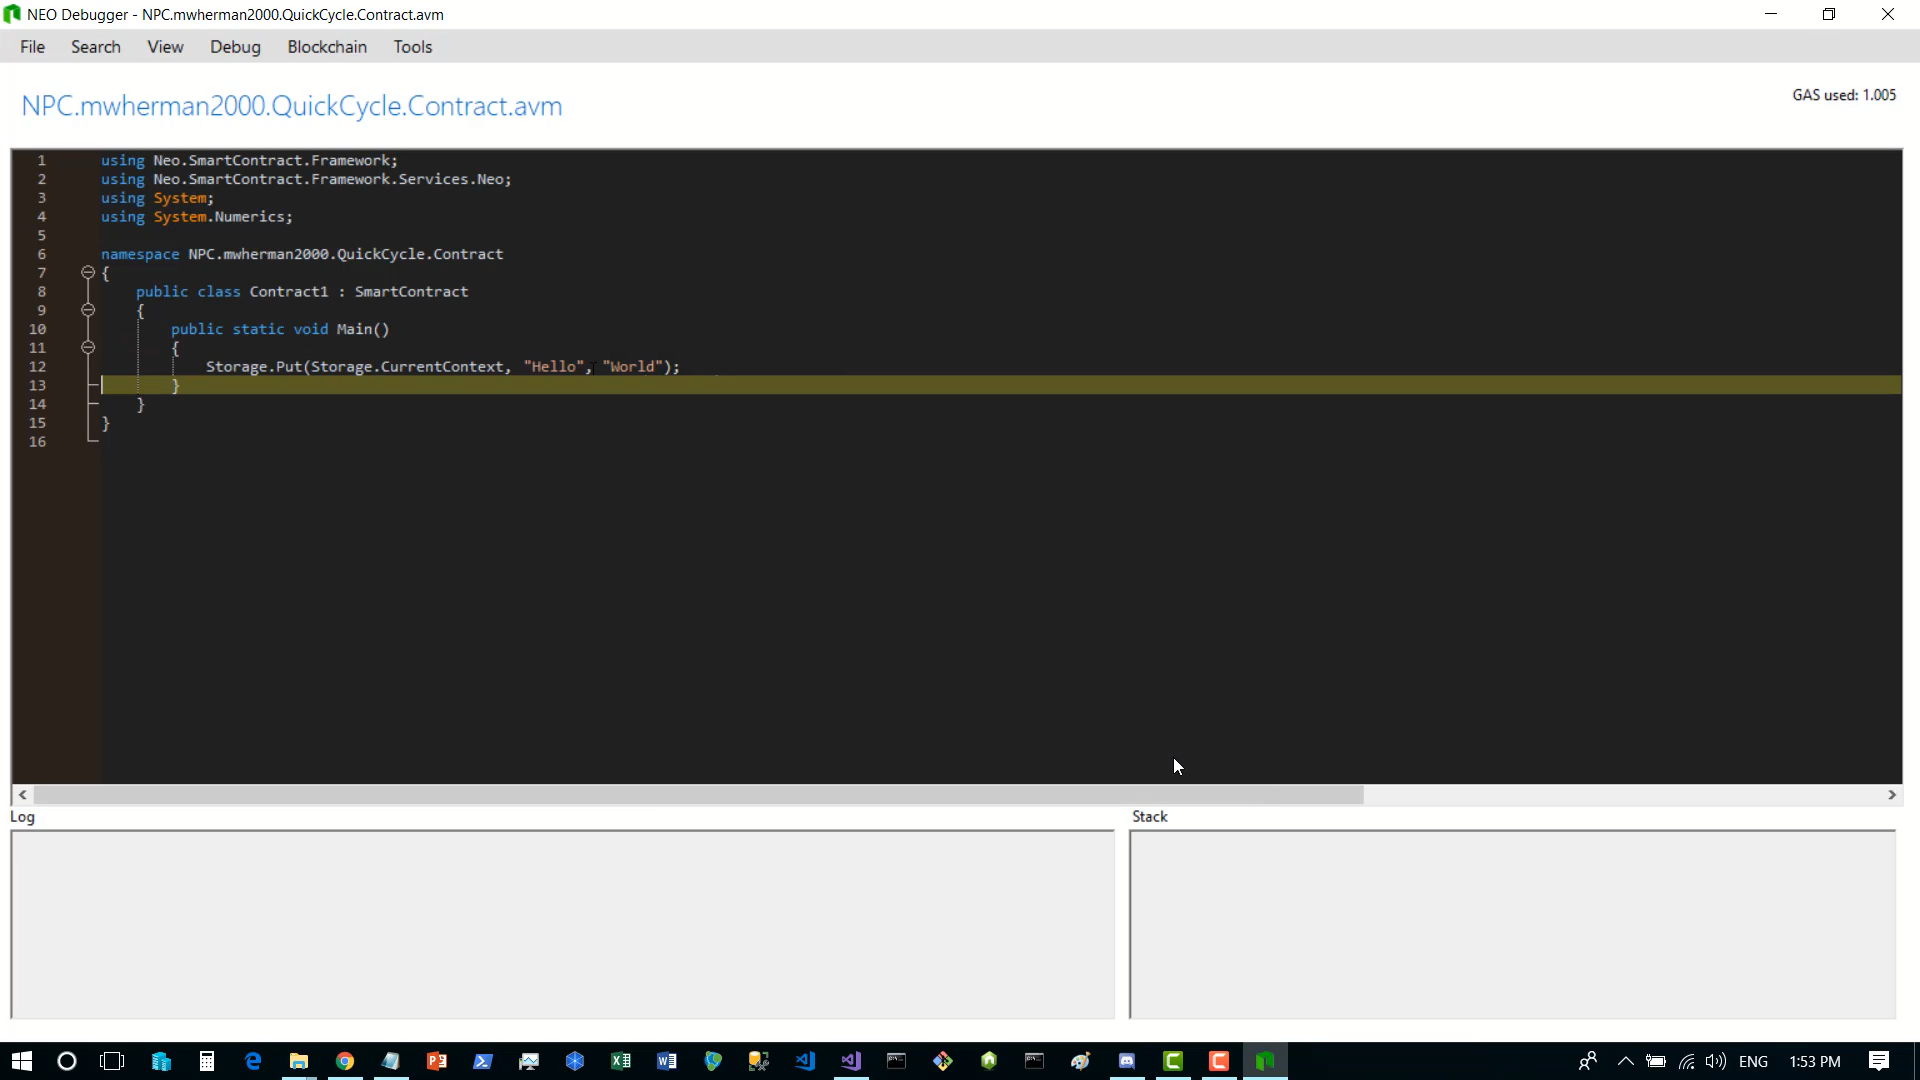 NEO Debugger - NPC.mwherman2000.QuickCycle.Contract.avm
File Search View Debug Blockchain Tools
NPC.mwherman2000.QuickCycle.Contract.avm
GAS used: 1.005
1 using Neo.SmartContract.Framework;
2 using Neo.SmartContract.Framework.Services.Neo;
3 using System;
4 using System.Numerics;
5
6 namespace NPC.mwherman2000.QuickCycle.Contract
7 {
8 public class Contract1 : SmartContract
9 {
10 public static void Main()
11 {
12 Storage.Put(Storage.CurrentContext, "Hello", "World");
13 }
14 }
15 }
16
Log
Stack
ENG 1:53 PM